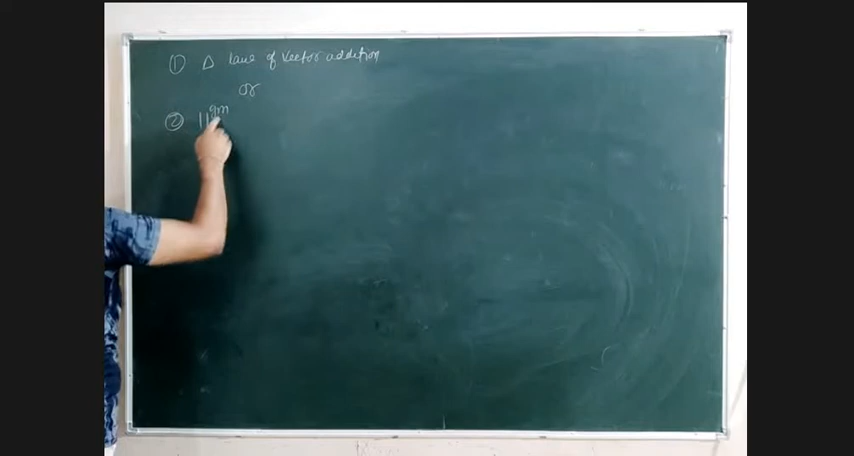 ① Δ law of vector addition
or
② ||gm